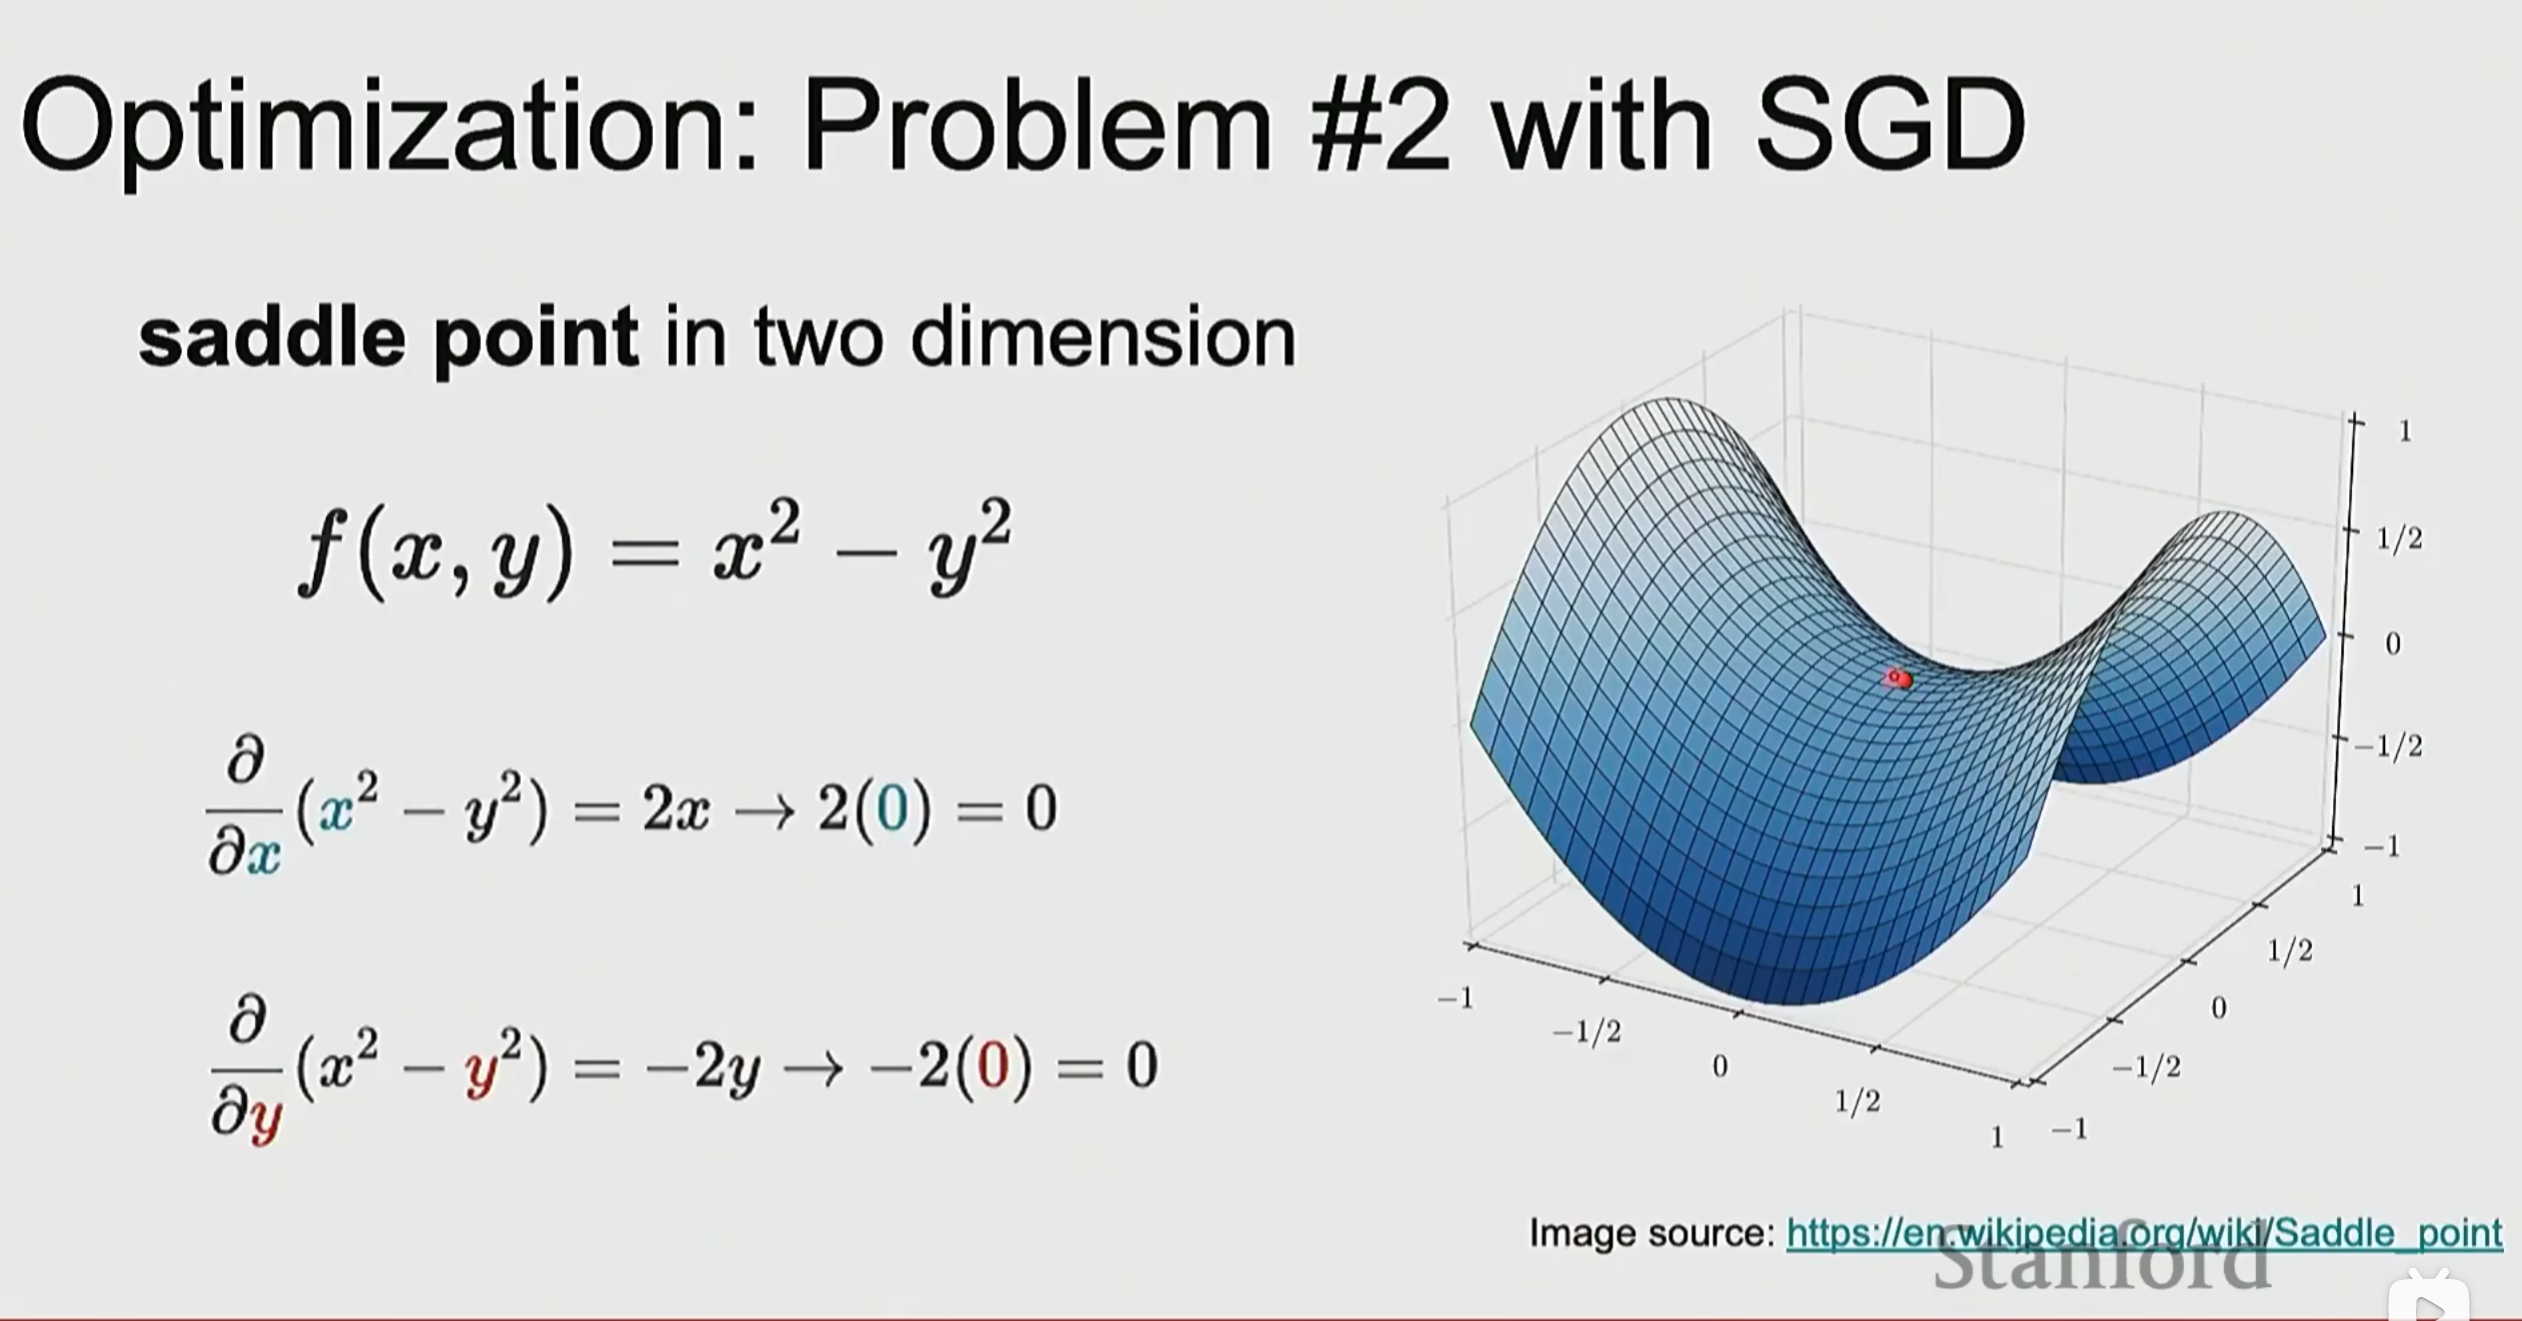 Optimization: Problem #2 with SGD
saddle point in two dimension
f(x, y) = x² − y²
∂/∂x (x² − y²) = 2x → 2(0) = 0
∂/∂y (x² − y²) = −2y → −2(0) = 0
1
1/2
0
−1/2
−1
1
1/2
0
−1/2
−1
−1
−1/2
0
1/2
1
Image source: https://en.wikipedia.org/wiki/Saddle_point
Stanford